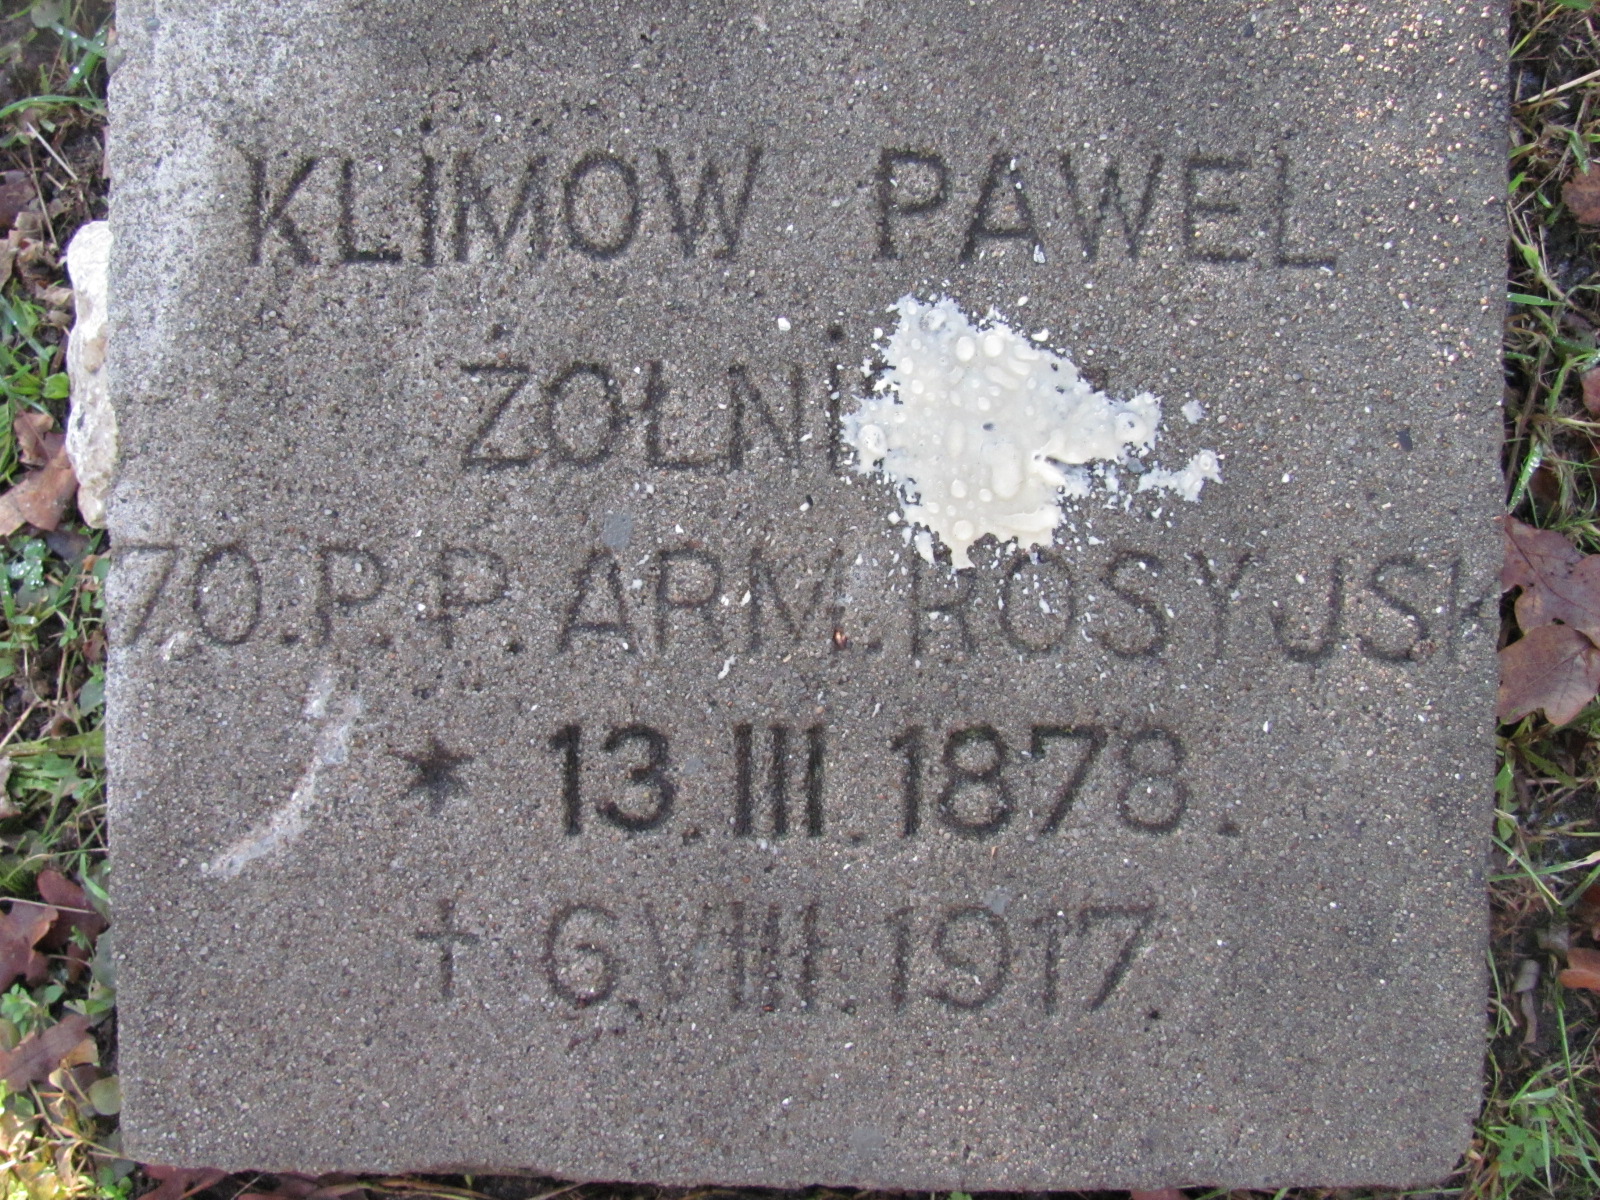 KLIMOW PAWEL
ŻOŁNI
70.P.P.ARM.ROSYJSK
* 13.III.1878.
† 6.VIII.1917.